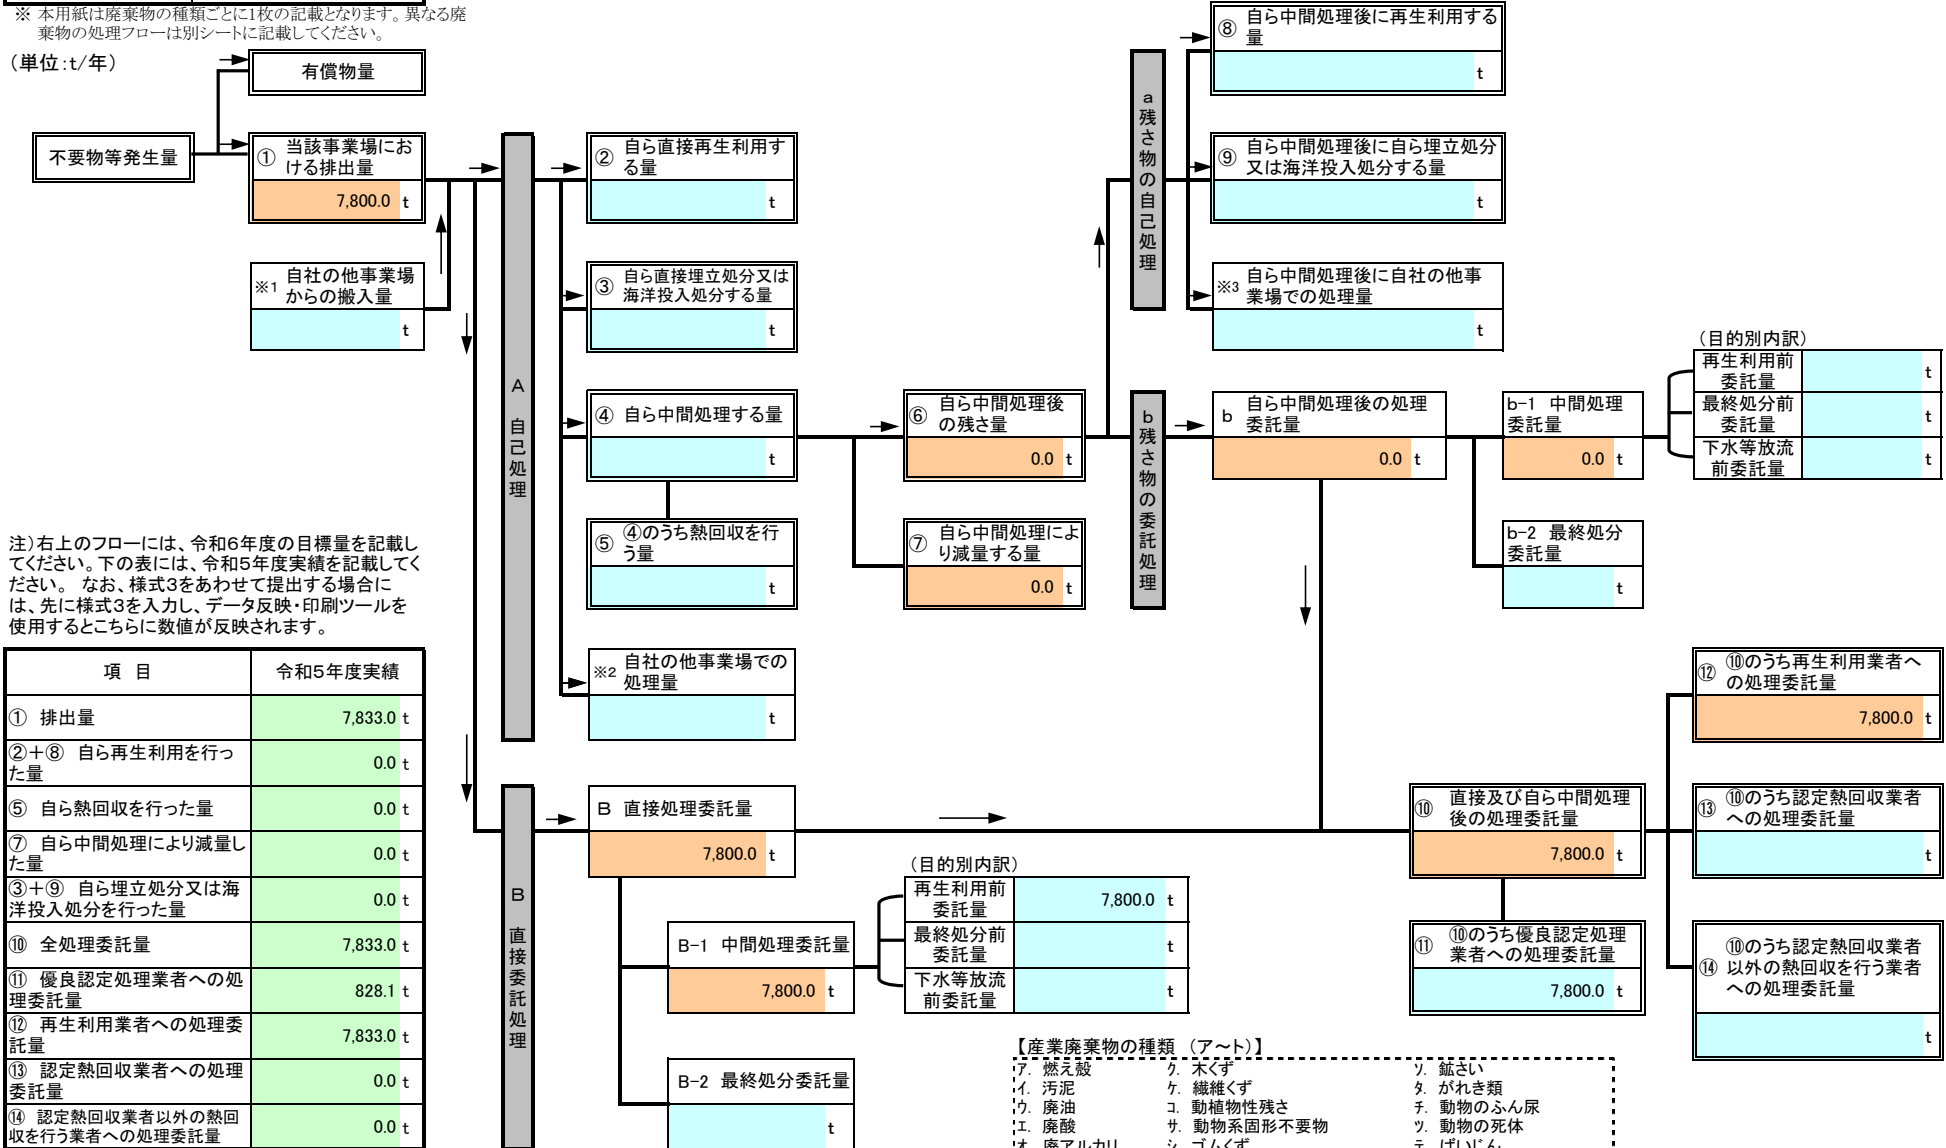 ※ 本用紙は廃棄物の種類ごとに1枚の記載となります。異なる廃
棄物の処理フローは別シートに記載してください。
(単位:t/年)
有償物量
不要物等発生量
① 当該事業場にお
ける排出量
7,800.0 t
※1 自社の他事業場
からの搬入量
t
A 自己処理
② 自ら直接再生利用す
る量
t
③ 自ら直接埋立処分又は
海洋投入処分する量
t
④ 自ら中間処理する量
t
⑤ ④のうち熱回収を行
う量
t
※2 自社の他事業場での
処理量
t
⑥ 自ら中間処理後
の残さ量
0.0 t
⑦ 自ら中間処理によ
り減量する量
0.0 t
a 残さ物の自己処理
⑧ 自ら中間処理後に再生利用する
量
t
⑨ 自ら中間処理後に自ら埋立処分
又は海洋投入処分する量
t
※3 自ら中間処理後に自社の他事
業場での処理量
t
b 残さ物の委託処理
b 自ら中間処理後の処理
委託量
0.0 t
b-1 中間処理
委託量
0.0 t
(目的別内訳)
再生利用前
委託量
t
最終処分前
委託量
t
下水等放流
前委託量
t
b-2 最終処分
委託量
t
注)右上のフローには、令和6年度の目標量を記載し
てください。下の表には、令和5年度実績を記載してく
ださい。 なお、様式3をあわせて提出する場合に
は、先に様式3を入力し、データ反映・印刷ツールを
使用するとこちらに数値が反映されます。
項 目 令和5年度実績
① 排出量 7,833.0 t
②+⑧ 自ら再生利用を行っ
た量
0.0 t
⑤ 自ら熱回収を行った量 0.0 t
⑦ 自ら中間処理により減量し
た量
0.0 t
③+⑨ 自ら埋立処分又は海
洋投入処分を行った量
0.0 t
⑩ 全処理委託量 7,833.0 t
⑪ 優良認定処理業者への処
理委託量
828.1 t
⑫ 再生利用業者への処理委
託量
7,833.0 t
⑬ 認定熱回収業者への処理
委託量
0.0 t
⑭ 認定熱回収業者以外の熱回
収を行う業者への処理委託量
0.0 t
B 直接委託処理
B 直接処理委託量
7,800.0 t
B-1 中間処理委託量
7,800.0 t
B-2 最終処分委託量
t
(目的別内訳)
再生利用前
委託量
7,800.0 t
最終処分前
委託量
t
下水等放流
前委託量
t
⑩ 直接及び自ら中間処理
後の処理委託量
7,800.0 t
⑪ ⑩のうち優良認定処理
業者への処理委託量
7,800.0 t
⑫ ⑩のうち再生利用業者へ
の処理委託量
7,800.0 t
⑬ ⑩のうち認定熱回収業者
への処理委託量
t
⑭ ⑩のうち認定熱回収業者
以外の熱回収を行う業者
への処理委託量
t
【産業廃棄物の種類 (ア~ト)】
ア. 燃え殻 ク. 木くず ソ. 鉱さい
イ. 汚泥 ケ. 繊維くず タ. がれき類
ウ. 廃油 コ. 動植物性残さ チ. 動物のふん尿
エ. 廃酸 サ. 動物系固形不要物 ツ. 動物の死体
オ. 廃アルカリ シ. ゴムくず テ. ばいじん